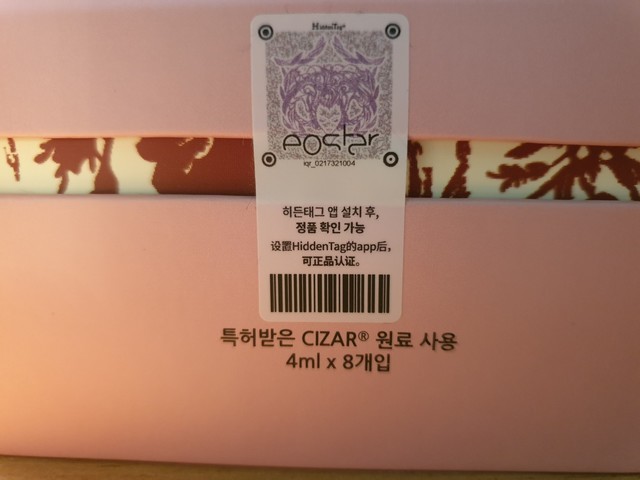 HiddenTag®
eoster
iqr_0217321004
히든태그 앱 설치 후,
정품 확인 가능
设置HiddenTag的app后，
可正品认证。
특허받은 CIZAR® 원료 사용
4ml x 8개입